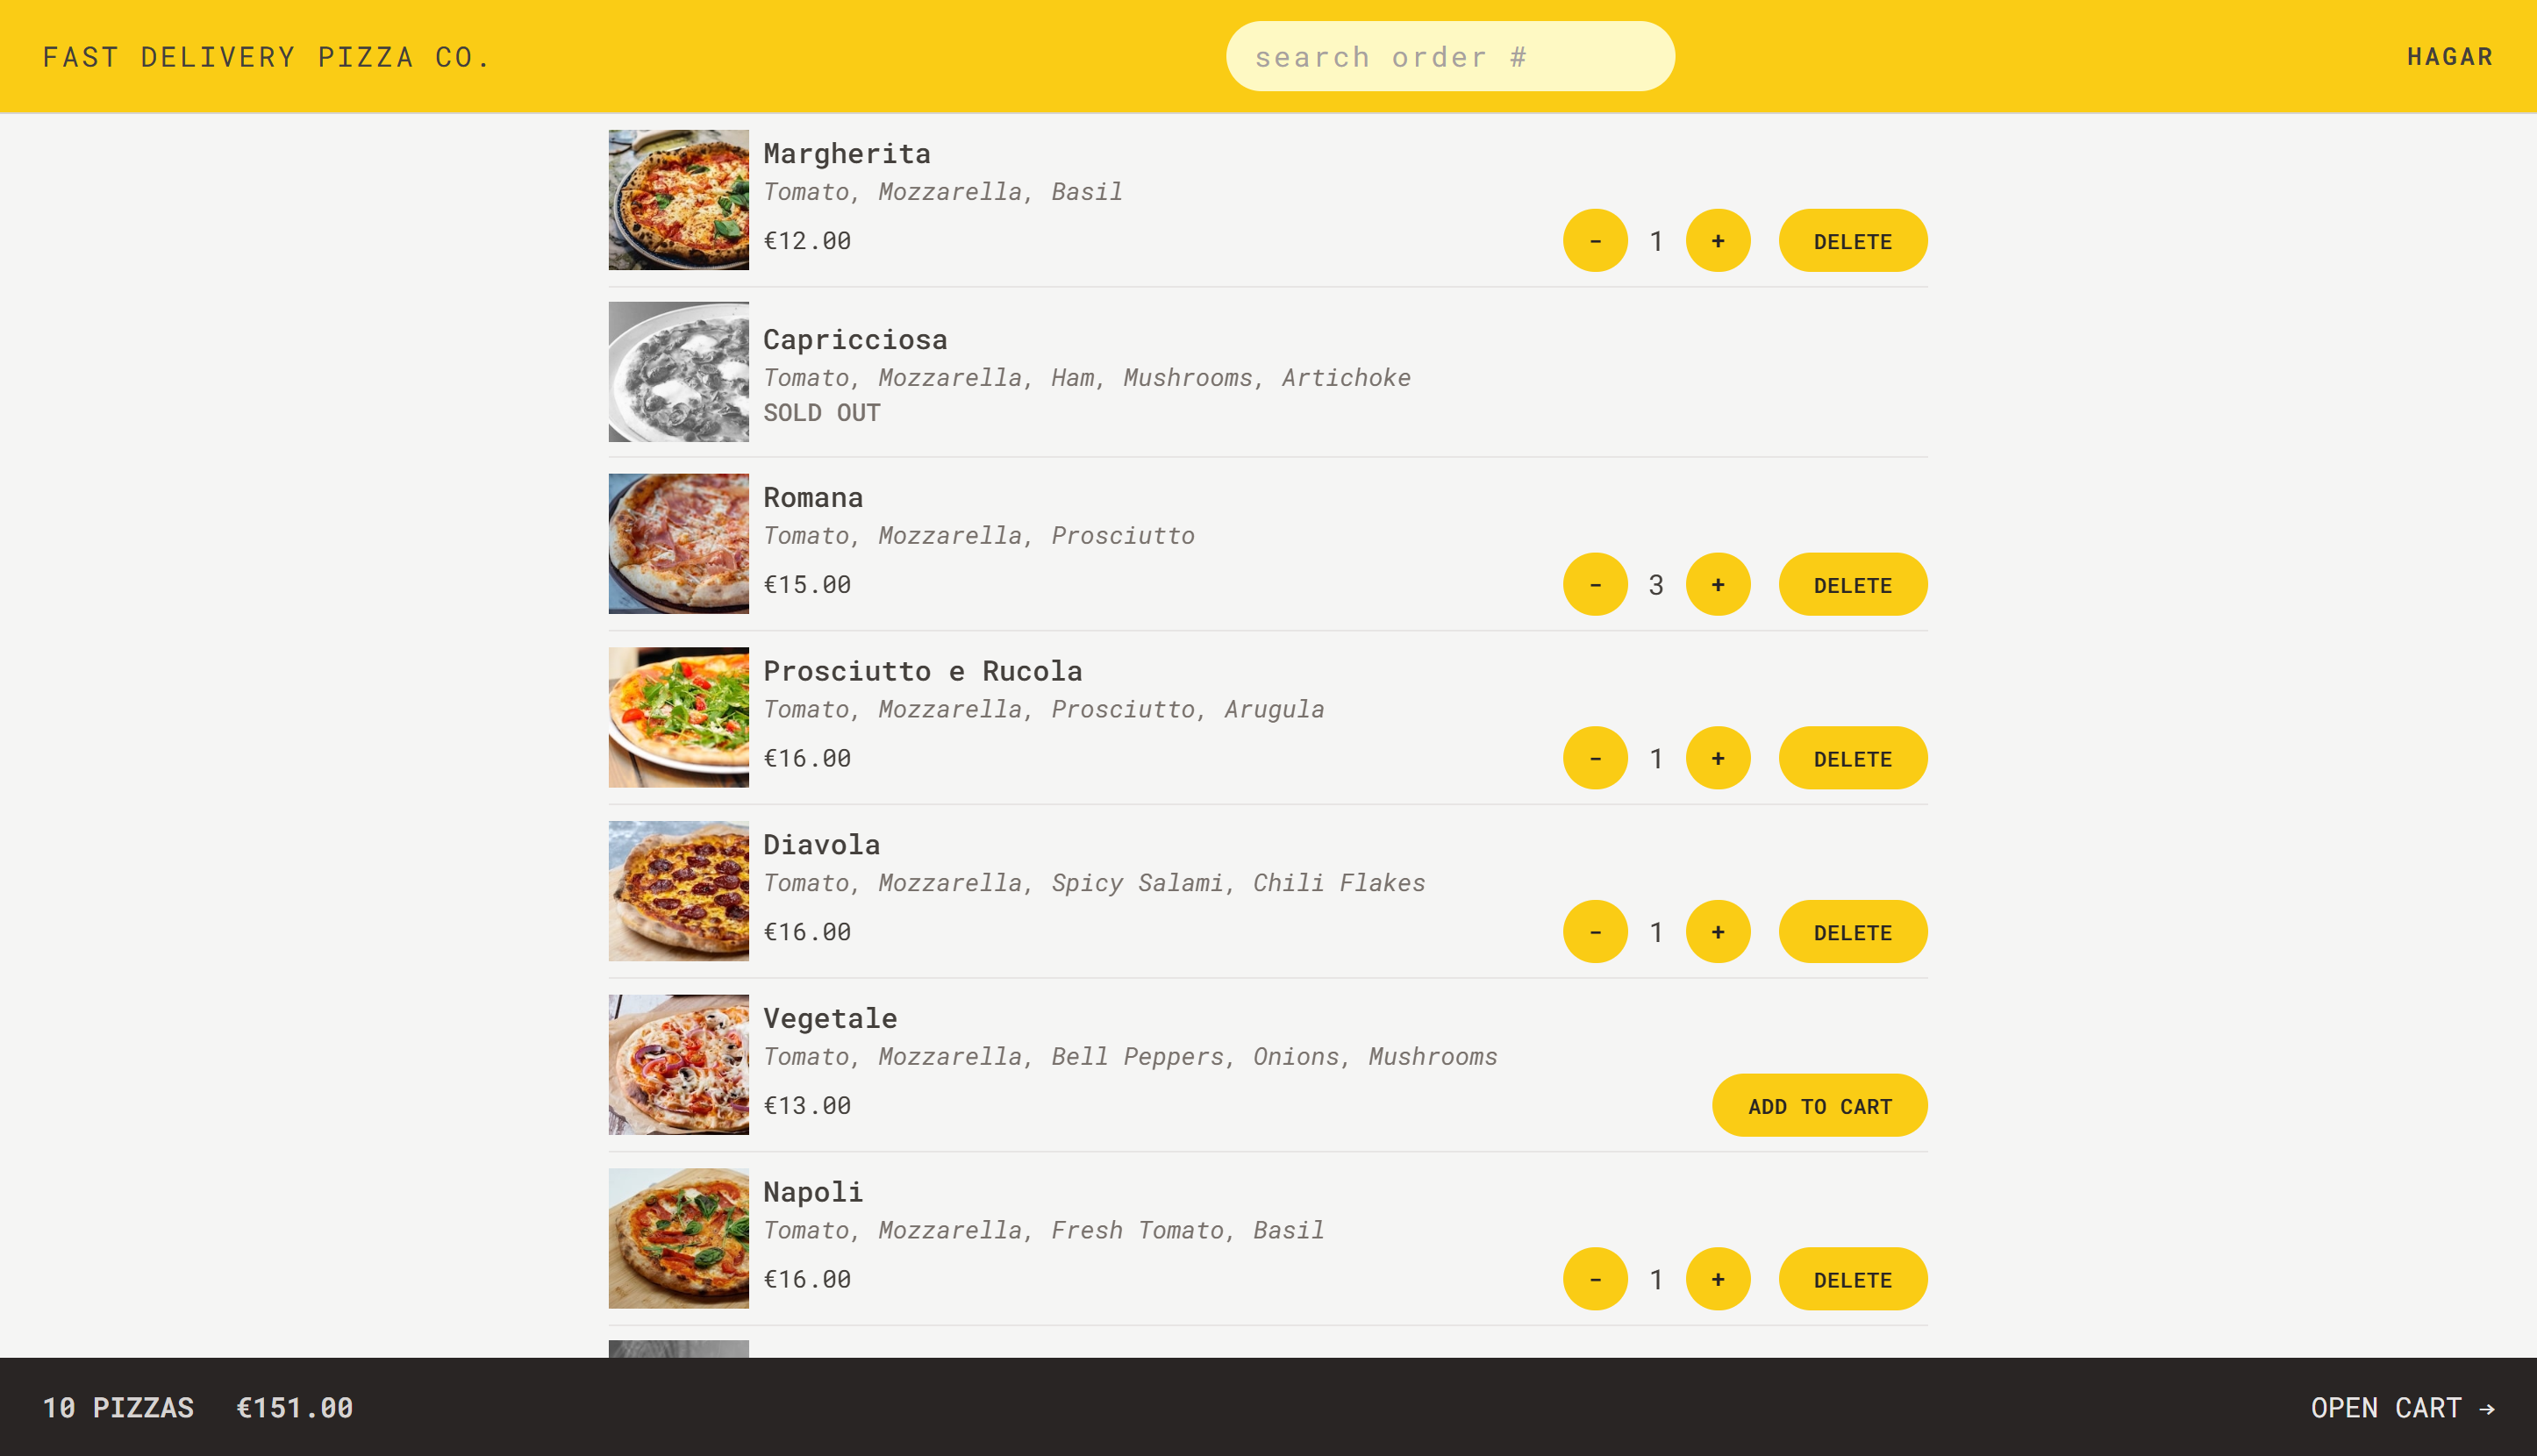 FAST DELIVERY PIZZA CO.
search order #
HAGAR
Margherita
Tomato, Mozzarella, Basil
€12.00
- 1 + DELETE
Capricciosa
Tomato, Mozzarella, Ham, Mushrooms, Artichoke
SOLD OUT
Romana
Tomato, Mozzarella, Prosciutto
€15.00
- 3 + DELETE
Prosciutto e Rucola
Tomato, Mozzarella, Prosciutto, Arugula
€16.00
- 1 + DELETE
Diavola
Tomato, Mozzarella, Spicy Salami, Chili Flakes
€16.00
- 1 + DELETE
Vegetale
Tomato, Mozzarella, Bell Peppers, Onions, Mushrooms
€13.00
ADD TO CART
Napoli
Tomato, Mozzarella, Fresh Tomato, Basil
€16.00
- 1 + DELETE
10 PIZZAS €151.00
OPEN CART →